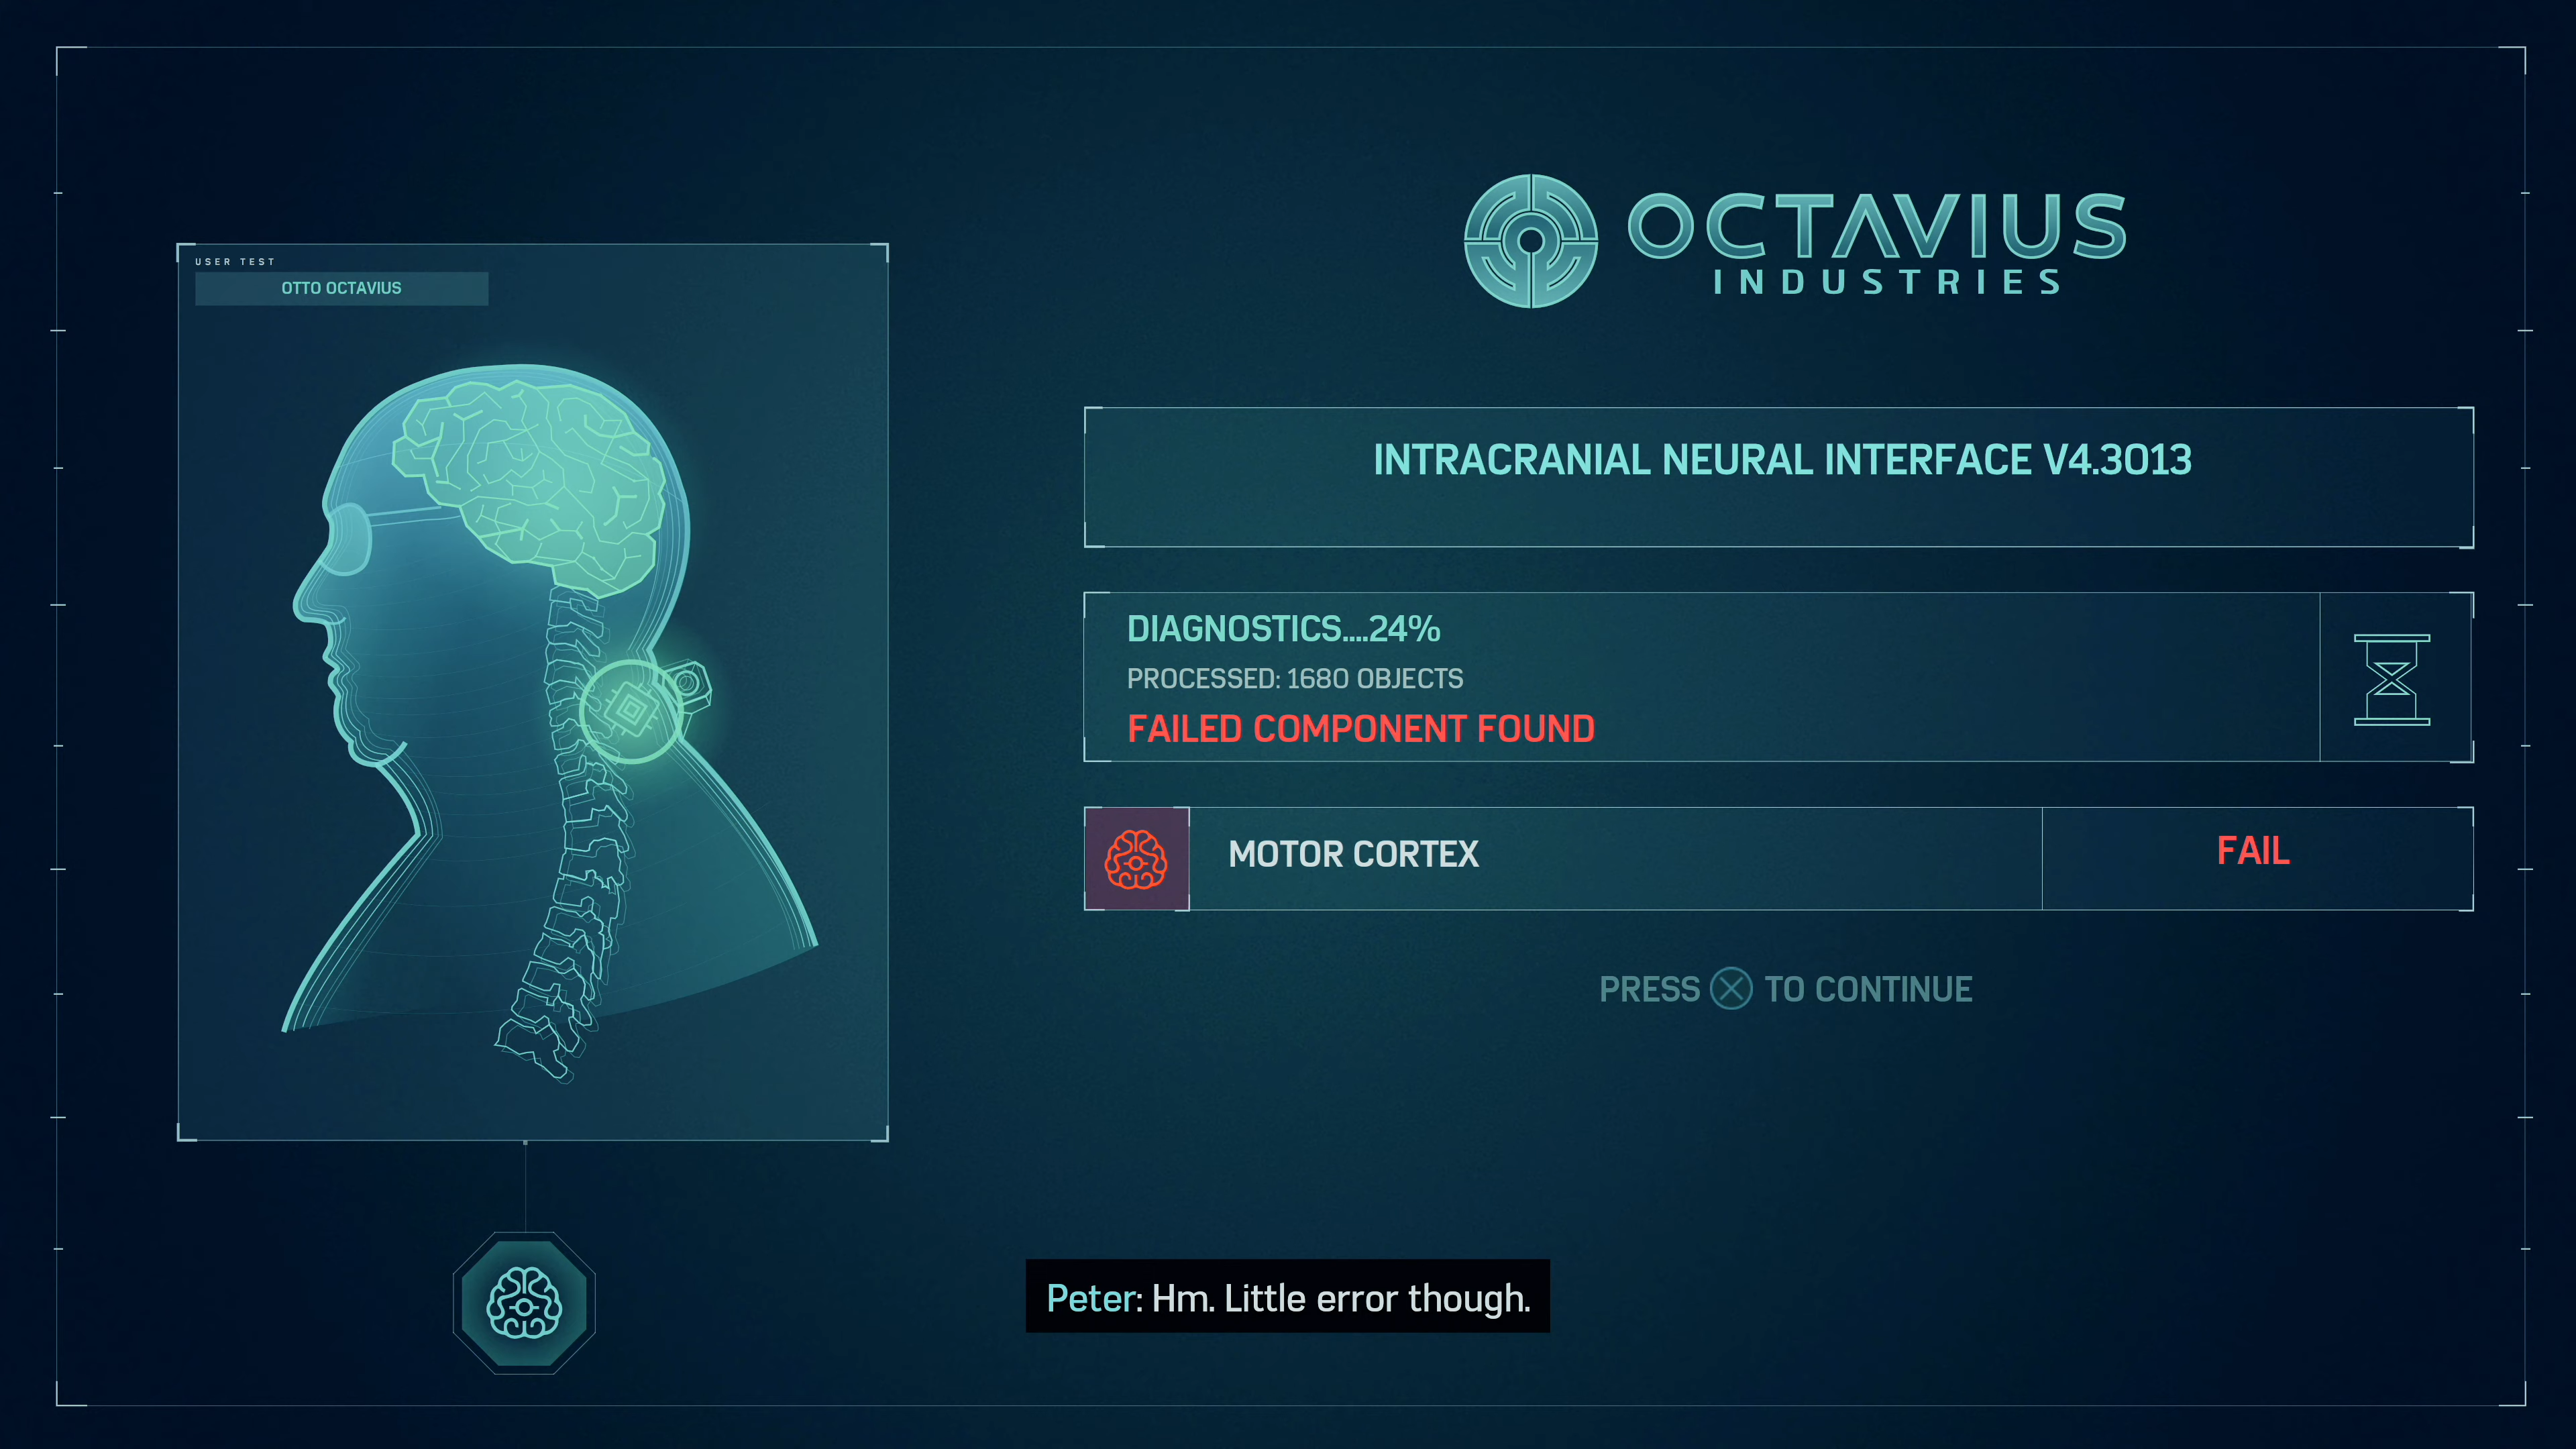 USER TEST
OTTO OCTAVIUS
OCTAVIUS
INDUSTRIES
INTRACRANIAL NEURAL INTERFACE V4.3013
DIAGNOSTICS....24%
PROCESSED: 1680 OBJECTS
FAILED COMPONENT FOUND
MOTOR CORTEX
FAIL
PRESS TO CONTINUE
Peter: Hm. Little error though.